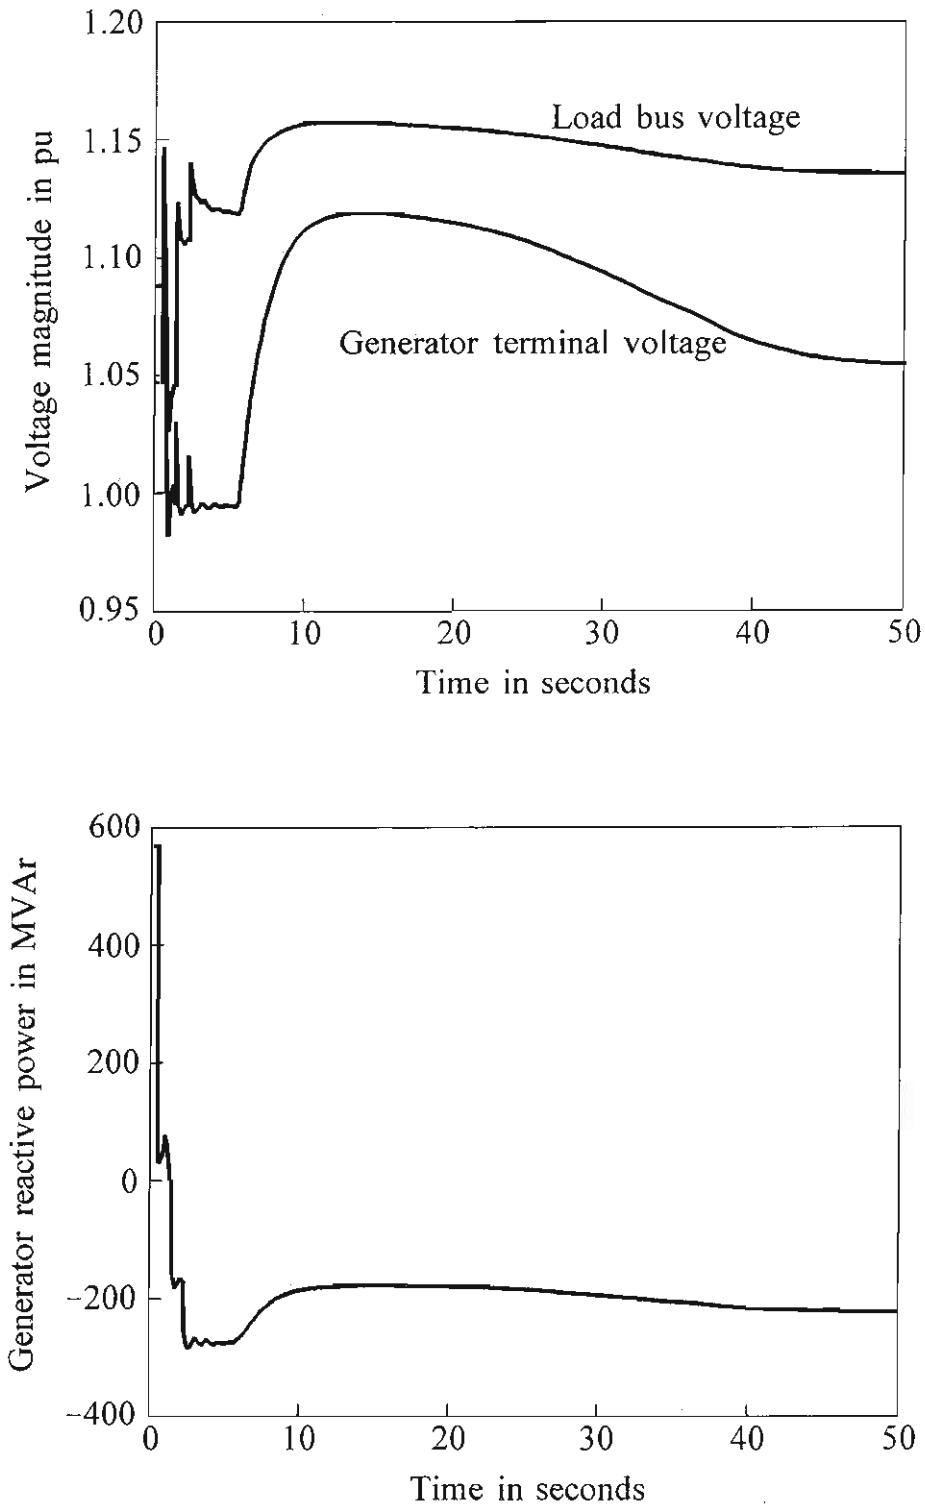 1.20
1.15
1.10
1.05
1.00
0.95
Voltage magnitude in pu
Load bus voltage
Generator terminal voltage
0 10 20 30 40 50
Time in seconds
600
400
200
0
−200
−400
Generator reactive power in MVAr
0 10 20 30 40 50
Time in seconds